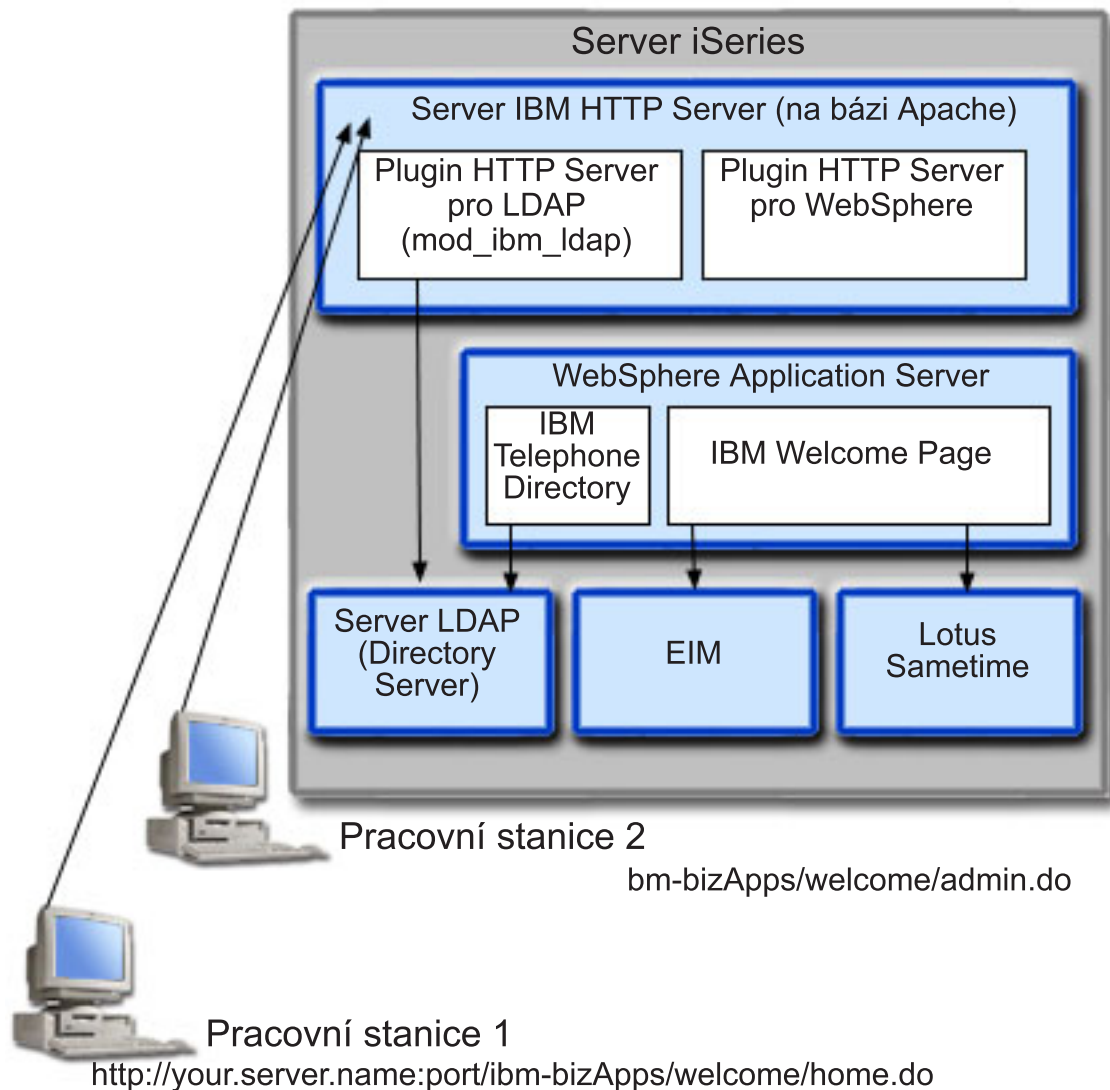 Server iSeries
Server IBM HTTP Server (na bázi Apache)
Plugin HTTP Server
pro LDAP
(mod_ibm_ldap)
Plugin HTTP Server
pro WebSphere
WebSphere Application Server
IBM
Telephone
Directory
IBM Welcome Page
Server LDAP
(Directory
Server)
EIM
Lotus
Sametime
Pracovní stanice 2
bm-bizApps/welcome/admin.do
Pracovní stanice 1
http://your.server.name:port/ibm-bizApps/welcome/home.do